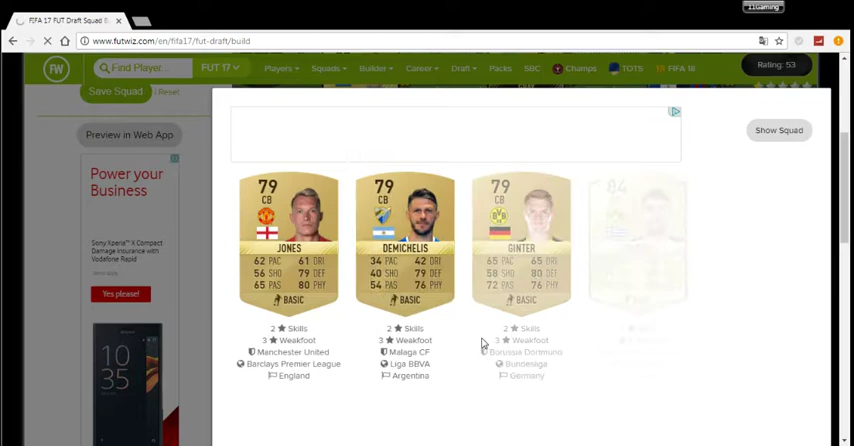 11Gaming
FIFA 17 FUT Draft Squad B
www.futwiz.com/en/fifa17/fut-draft/build
FW
Find Player...
FUT 17
Players
Squads
Builder
Career
Draft
Packs
SBC
Champs
TOTS
FIFA 18
Rating: 53
Save Squad
Reset
Preview in Web App
Show Squad
Power your
Business
Sony Xperia™ X Compact
Damage insurance with
Vodafone Rapid
Yes please!
79
CB
JONES
62 PAC 61 DRI
56 SHO 79 DEF
65 PAS 80 PHY
BASIC
2 Skills
3 Weakfoot
Manchester United
Barclays Premier League
England
79
CB
DEMICHELIS
34 PAC 42 DRI
40 SHO 79 DEF
54 PAS 76 PHY
BASIC
2 Skills
3 Weakfoot
Malaga CF
Liga BBVA
Argentina
79
CB
GINTER
65 PAC 65 DRI
58 SHO 80 DEF
72 PAS 76 PHY
BASIC
2 Skills
3 Weakfoot
Borussia Dortmund
Bundesliga
Germany
84